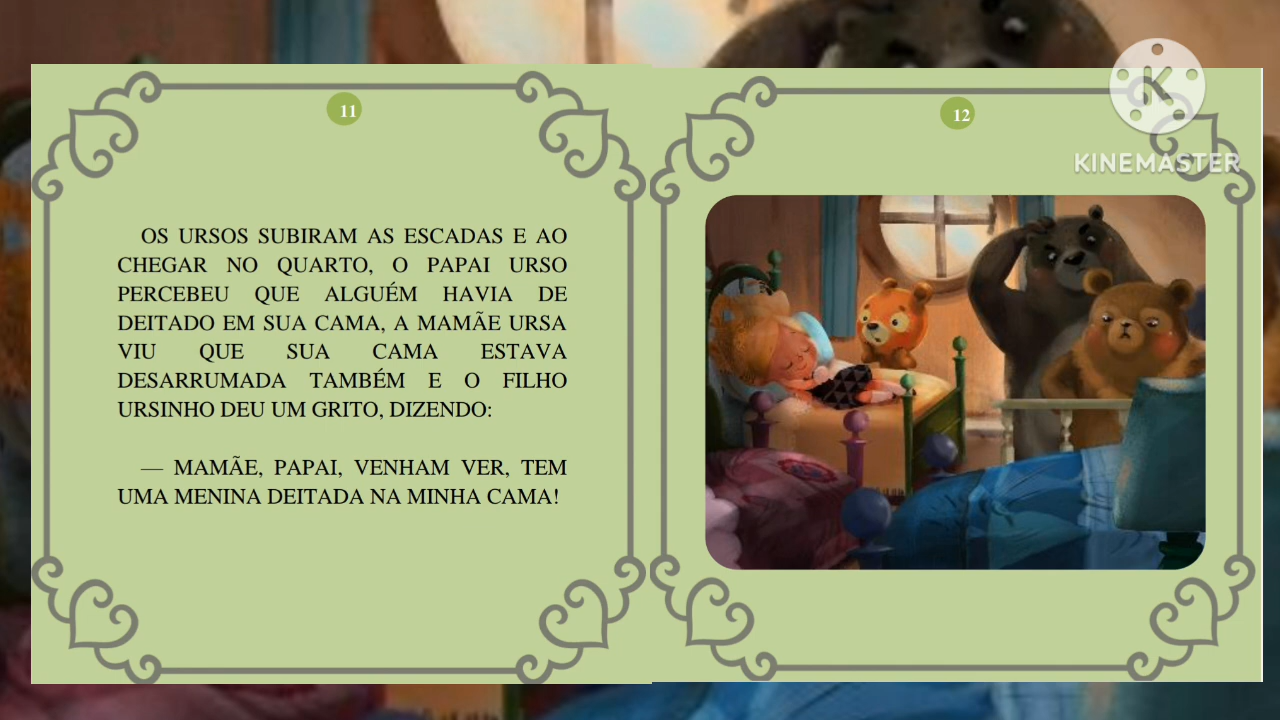 11
OS URSOS SUBIRAM AS ESCADAS E AO
CHEGAR NO QUARTO, O PAPAI URSO
PERCEBEU QUE ALGUÉM HAVIA DE
DEITADO EM SUA CAMA, A MAMÃE URSA
VIU QUE SUA CAMA ESTAVA
DESARRUMADA TAMBÉM E O FILHO
URSINHO DEU UM GRITO, DIZENDO:
— MAMÃE, PAPAI, VENHAM VER, TEM
UMA MENINA DEITADA NA MINHA CAMA!
12
K
KINEMASTER